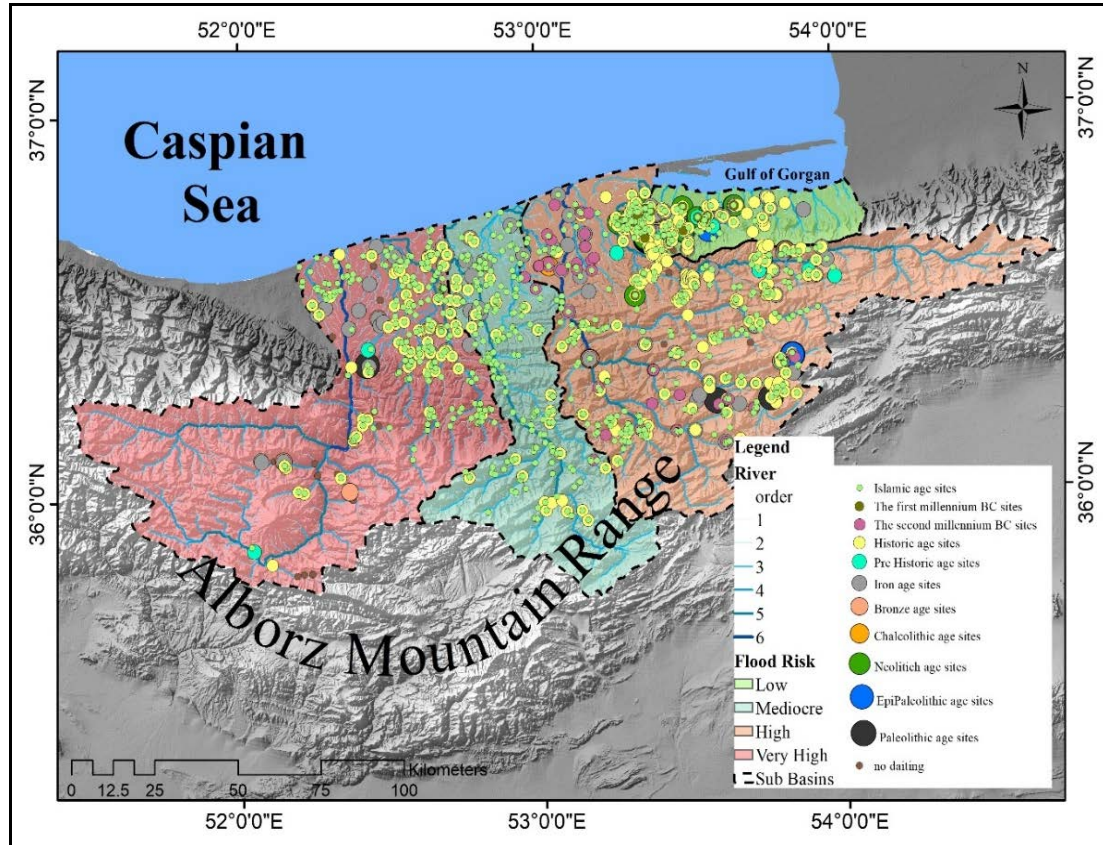 52°0'0"E 53°0'0"E 54°0'0"E
37°0'0"N
37°0'0"N
N
Caspian
Sea
Gulf of Gorgan
36°0'0"N
36°0'0"N
Alborz Mountain Range
Legend
River
order
1
2
3
4
5
6
Flood Risk
Low
Mediocre
High
Very High
Sub Basins
Islamic age sites
The first millennium BC sites
The second millennium BC sites
Historic age sites
Pre Historic age sites
Iron age sites
Bronze age sites
Chalcolithic age sites
Neolitich age sites
EpiPaleolithic age sites
Paleolithic age sites
no daiting
Kilometers
0 12.5 25 50 75 100
52°0'0"E 53°0'0"E 54°0'0"E